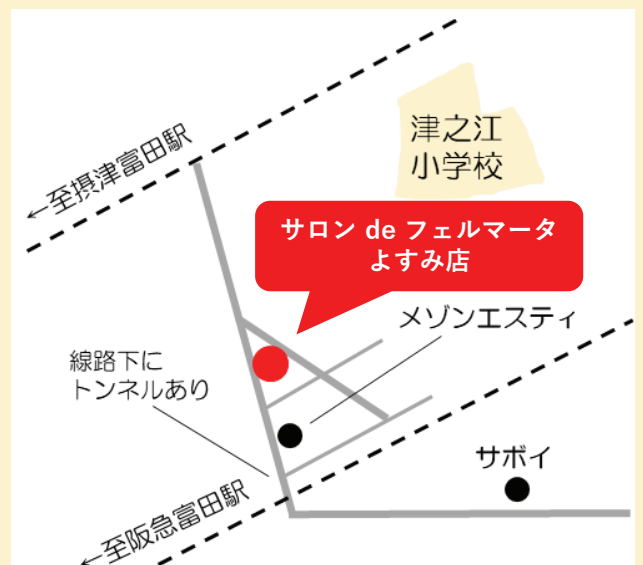 ←至摂津富田駅
津之江
小学校
サロン de フェルマータ
よすみ店
メゾンエスティ
線路下に
トンネルあり
サボイ
←至阪急富田駅